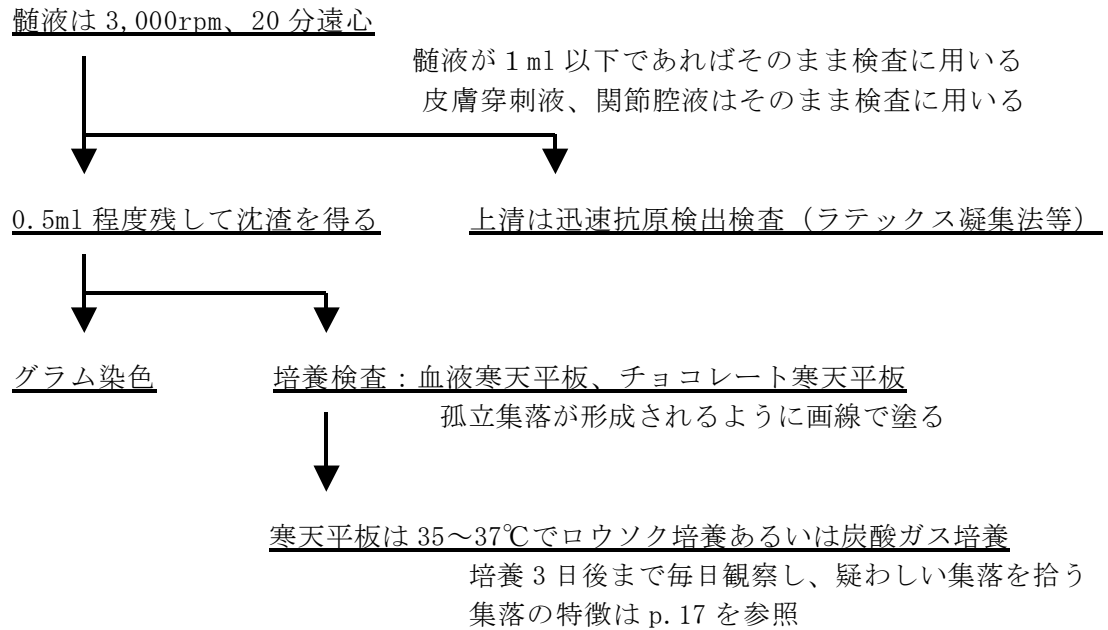 髄液は 3,000rpm、20 分遠心
髄液が１ml 以下であればそのまま検査に用いる
皮膚穿刺液、関節腔液はそのまま検査に用いる
0.5ml 程度残して沈渣を得る
上清は迅速抗原検出検査（ラテックス凝集法等）
グラム染色
培養検査：血液寒天平板、チョコレート寒天平板
孤立集落が形成されるように画線で塗る
寒天平板は 35～37℃でロウソク培養あるいは炭酸ガス培養
培養 3 日後まで毎日観察し、疑わしい集落を拾う
集落の特徴は p.17 を参照